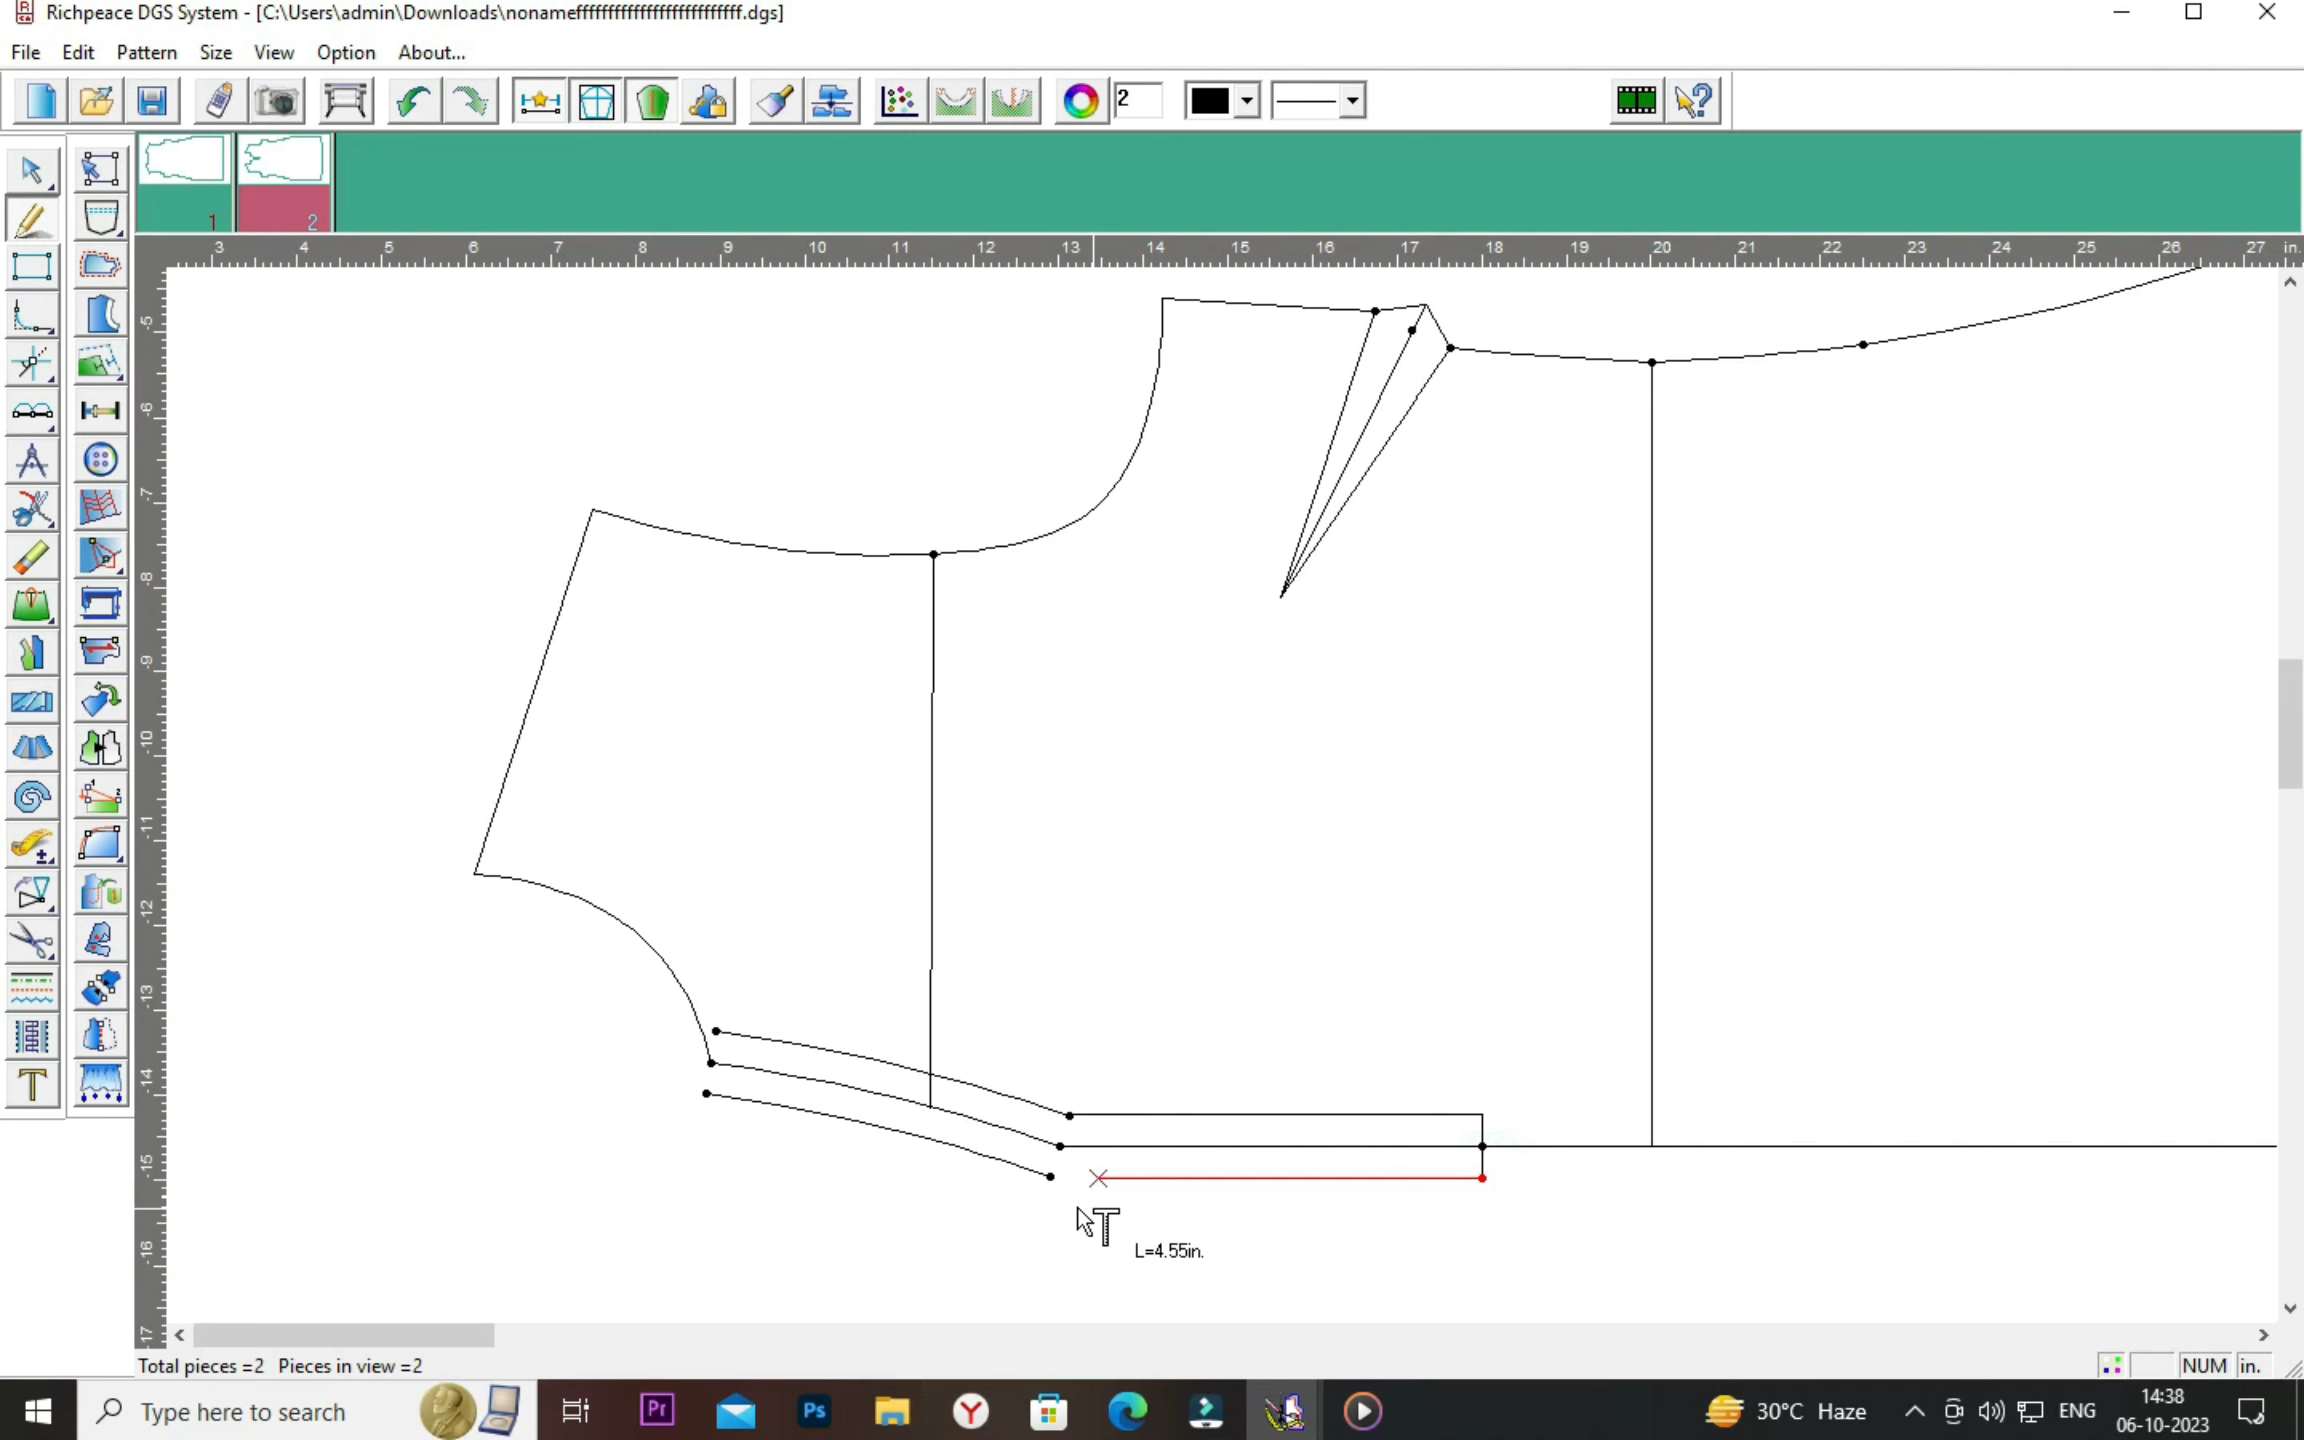 Richpeace DGS System - [C:\Users\admin\Downloads\nonameffffffffffffffffffffffffff.dgs]
File Edit Pattern Size View Option About...
2
1 2
3 4 5 6 7 8 9 10 11 12 13 14 15 16 17 18 19 20 21 22 23 24 25 26 27 in.
-5
-6
-7
-8
-9
-10
-11
-12
-13
-14
-15
-16
-17
L=4.55in.
Total pieces =2 Pieces in view =2 NUM in.
Type here to search Pr Ps 30°C Haze ENG 14:38
06-10-2023